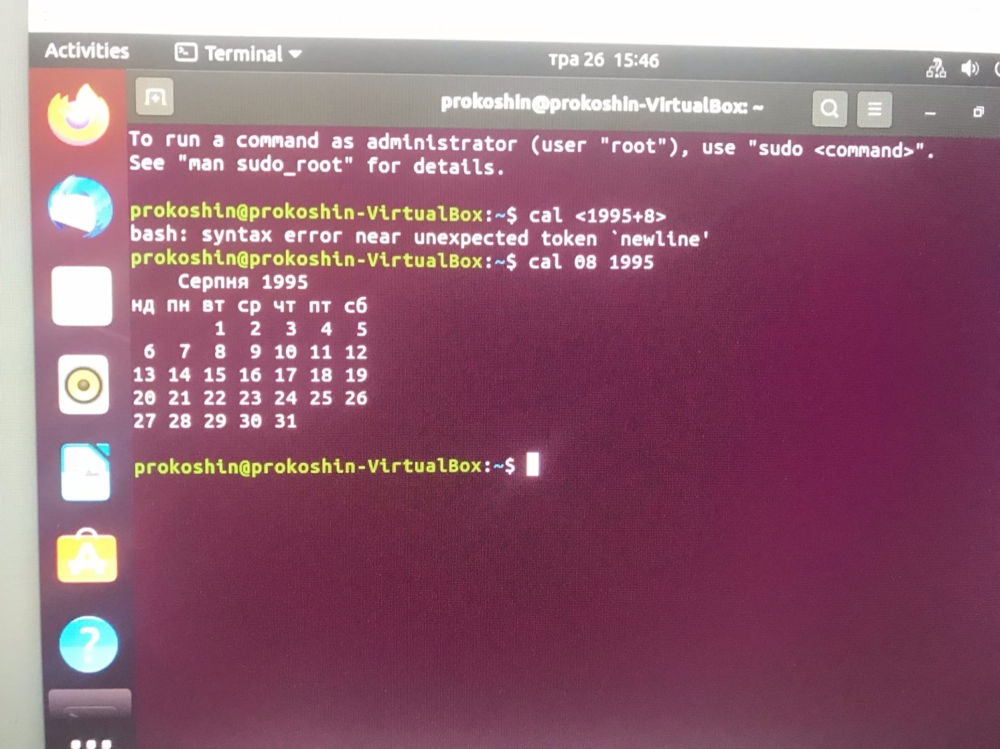 Activities Terminal тра 26 15:46
prokoshin@prokoshin-VirtualBox: ~
To run a command as administrator (user "root"), use "sudo <command>".
See "man sudo_root" for details.
prokoshin@prokoshin-VirtualBox:~$ cal <1995+8>
bash: syntax error near unexpected token `newline'
prokoshin@prokoshin-VirtualBox:~$ cal 08 1995
Серпня 1995
нд пн вт ср чт пт сб
1 2 3 4 5
6 7 8 9 10 11 12
13 14 15 16 17 18 19
20 21 22 23 24 25 26
27 28 29 30 31
prokoshin@prokoshin-VirtualBox:~$